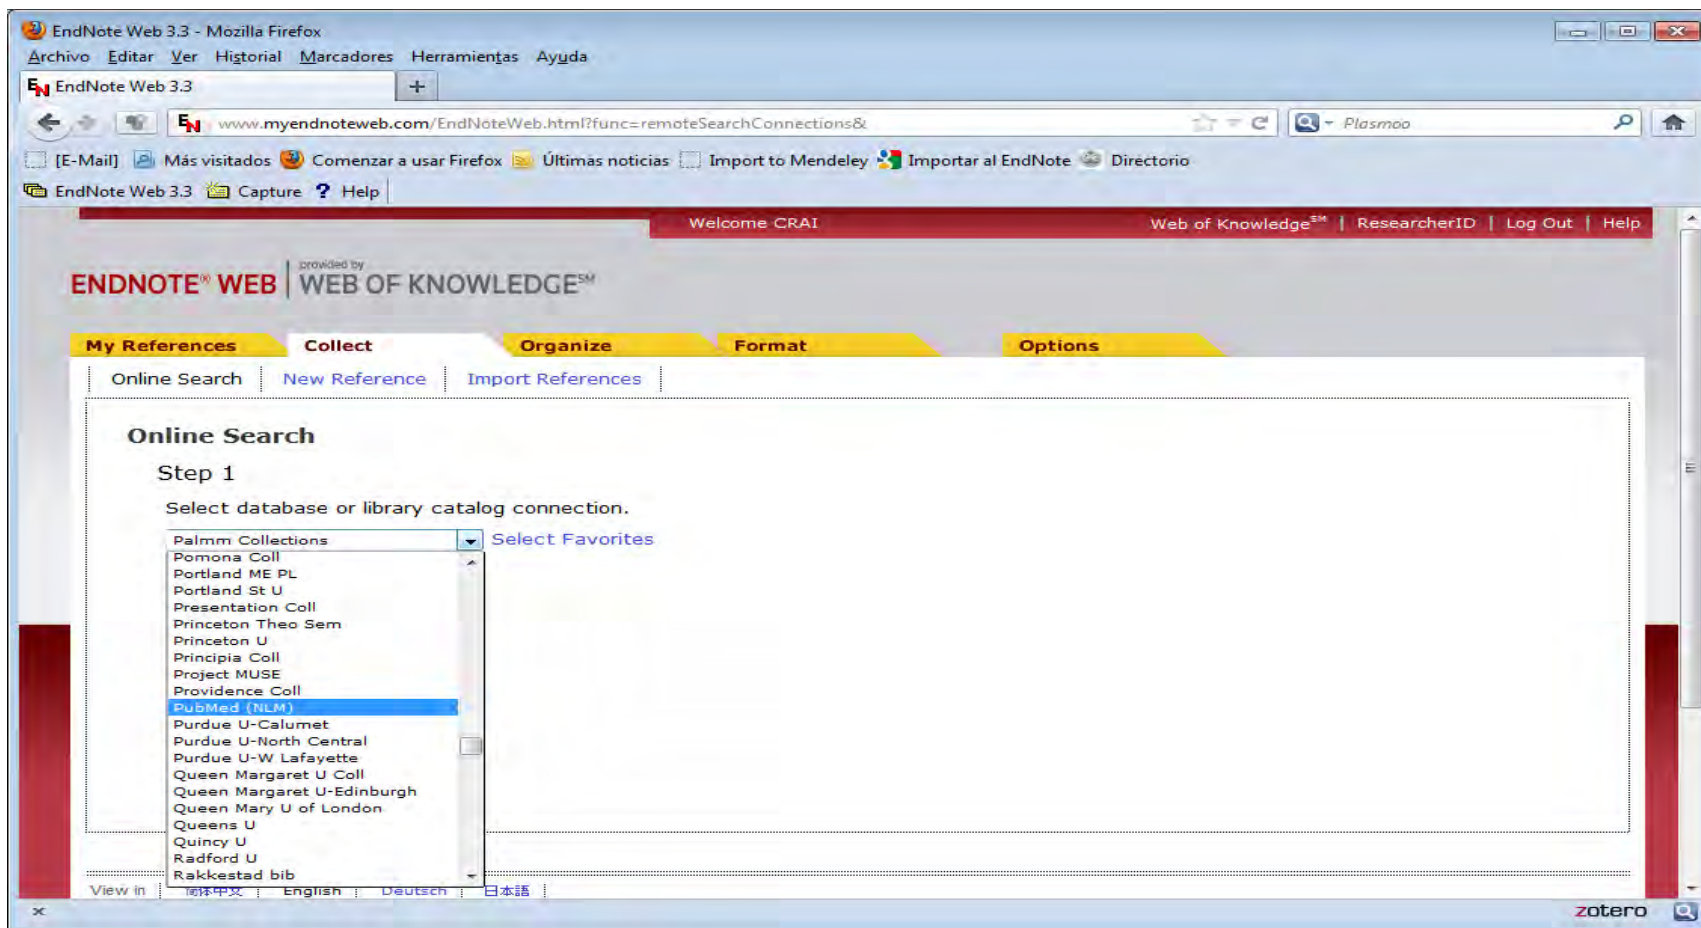 EndNote Web 3.3 - Mozilla Firefox
Archivo Editar Ver Historial Marcadores Herramientas Ayuda
EndNote Web 3.3 +
www.myendnoteweb.com/EndNoteWeb.html?func=remoteSearchConnections& Plasmoo
[E-Mail] Más visitados Comenzar a usar Firefox Últimas noticias Import to Mendeley Importar al EndNote Directorio
EndNote Web 3.3 Capture ? Help
Welcome CRAI Web of Knowledge℠ | ResearcherID | Log Out | Help
provided by
ENDNOTE® WEB | WEB OF KNOWLEDGE℠
My References Collect Organize Format Options
Online Search New Reference Import References
Online Search
Step 1
Select database or library catalog connection.
Palmm Collections Select Favorites
Pomona Coll
Portland ME PL
Portland St U
Presentation Coll
Princeton Theo Sem
Princeton U
Principia Coll
Project MUSE
Providence Coll
PubMed (NLM)
Purdue U-Calumet
Purdue U-North Central
Purdue U-W Lafayette
Queen Margaret U Coll
Queen Margaret U-Edinburgh
Queen Mary U of London
Queens U
Quincy U
Radford U
Rakkestad bib
View in 简体中文 English Deutsch 日本語
zotero